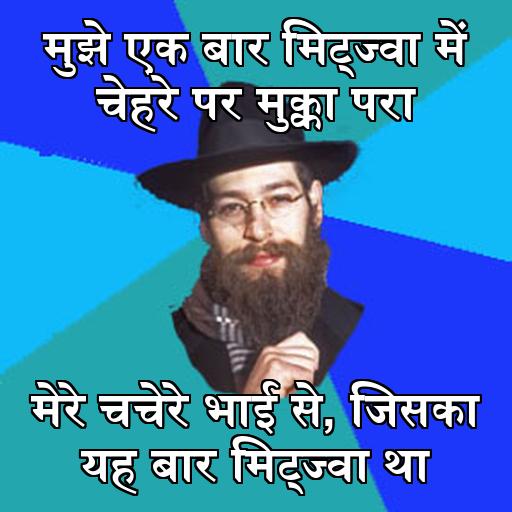 मुझे एक बार मिट्ज्वा में
चेहरे पर मुक्का परा
मेरे चचेरे भाई से, जिसका
यह बार मिट्ज्वा था